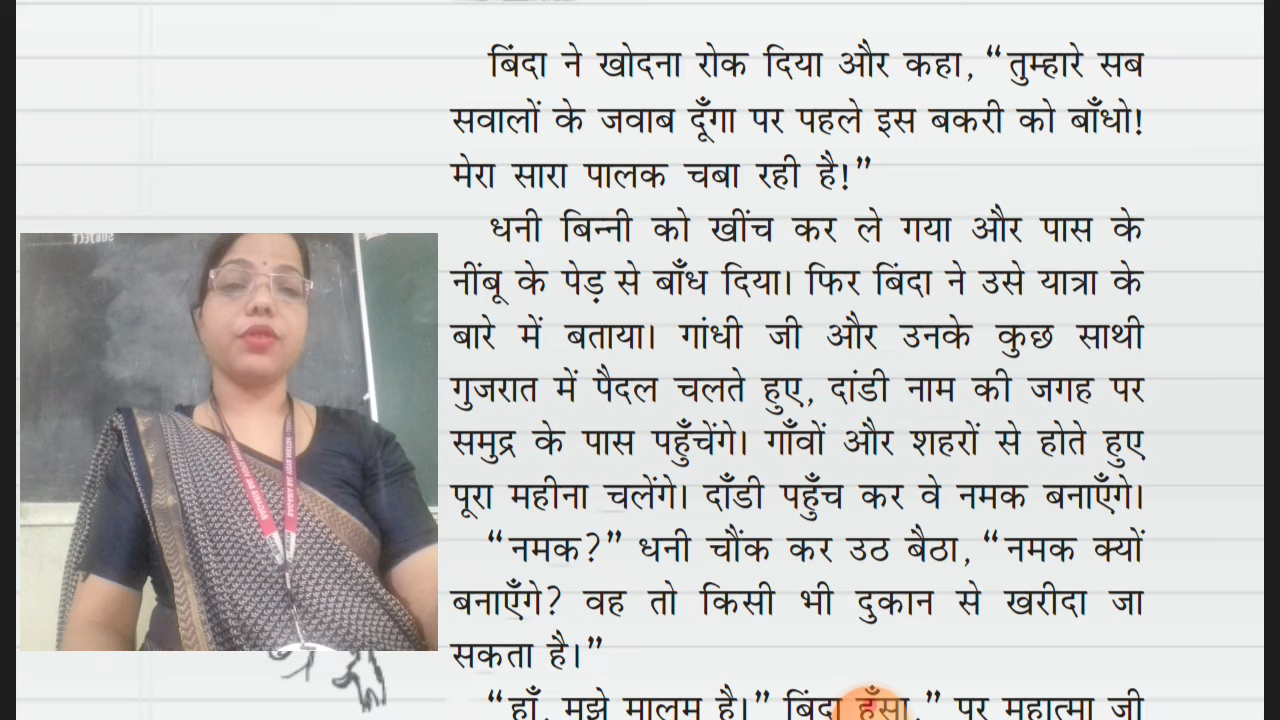 बिंदा ने खोदना रोक दिया और कहा, “तुम्हारे सब
सवालों के जवाब दूँगा पर पहले इस बकरी को बाँधो!
मेरा सारा पालक चबा रही है!”
धनी बिन्नी को खींच कर ले गया और पास के
नींबू के पेड़ से बाँध दिया। फिर बिंदा ने उसे यात्रा के
बारे में बताया। गांधी जी और उनके कुछ साथी
गुजरात में पैदल चलते हुए, दांडी नाम की जगह पर
समुद्र के पास पहुँचेंगे। गाँवों और शहरों से होते हुए
पूरा महीना चलेंगे। दाँडी पहुँच कर वे नमक बनाएँगे।
“नमक?” धनी चौंक कर उठ बैठा, “नमक क्यों
बनाएँगे? वह तो किसी भी दुकान से खरीदा जा
सकता है।”
“हाँ, मुझे मालूम है।” बिंदा हँसा,” पर महात्मा जी